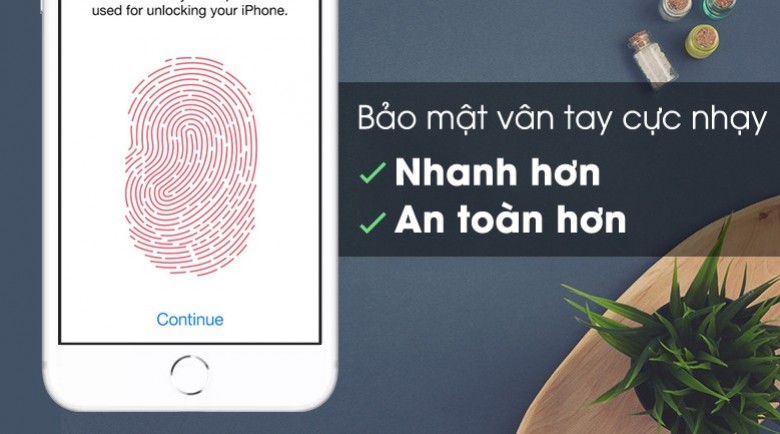 used for unlocking your iPhone.
Bảo mật vân tay cực nhạy
Nhanh hơn
An toàn hơn
Continue